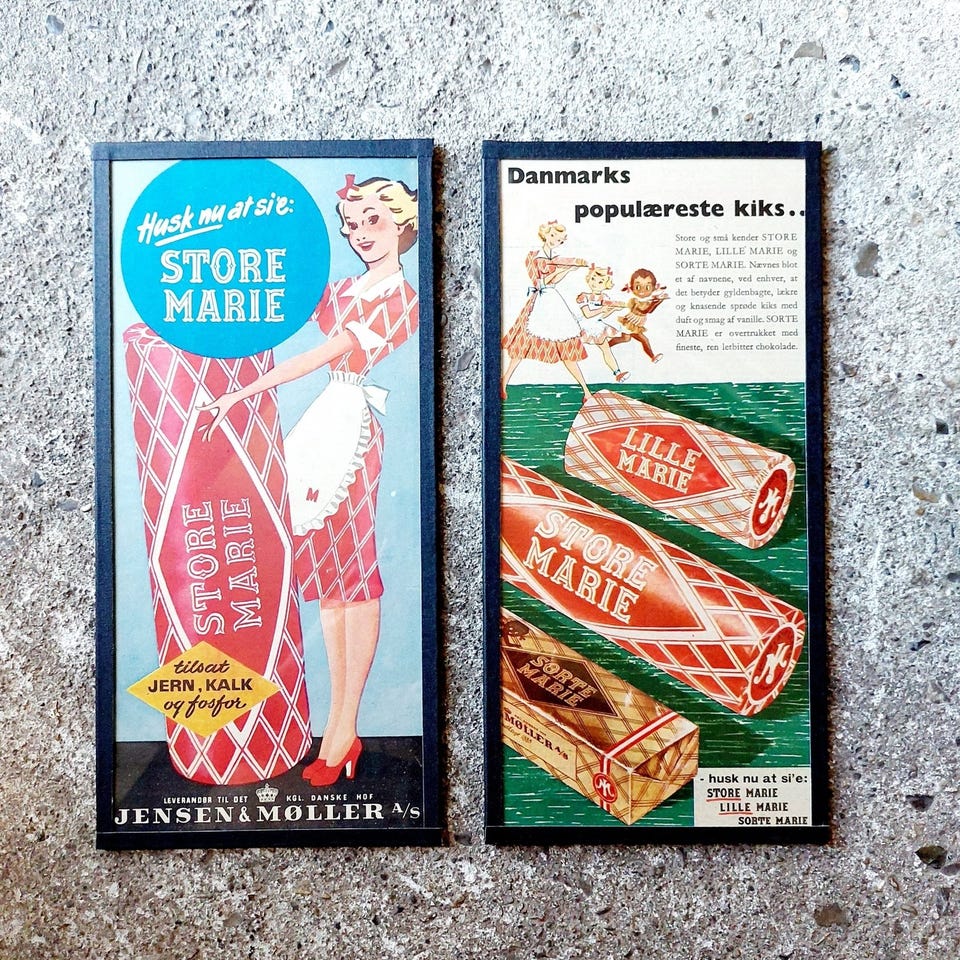 Husk nu at si'e:
STORE
MARIE
STORE
MARIE
M
tilsat
JERN, KALK
og fosfor
LEVERANDØR TIL DET KGL. DANSKE HOF
JENSEN & MØLLER A/S
Danmarks
populæreste kiks..
Store og små kender STORE
MARIE, LILLE MARIE og
SORTE MARIE. Nævnes blot
et af navnene, ved enhver, at
det betyder gyldenbagte, lækre
og knasende sprøde kiks med
duft og smag af vanille. SORTE
MARIE er overtrukket med
fineste, ren letbitter chokolade.
LILLE
MARIE
STORE
MARIE
SORTE
MARIE
MØLLER A/S
- husk nu at si'e:
STORE MARIE
LILLE MARIE
SORTE MARIE